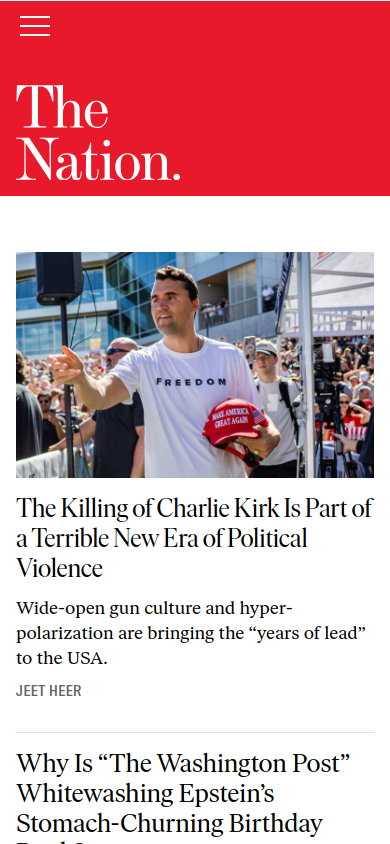 The
Nation.
FREEDOM
MAKE AMERICA
GREAT AGAIN
The Killing of Charlie Kirk Is Part of
a Terrible New Era of Political
Violence
Wide-open gun culture and hyper-
polarization are bringing the “years of lead”
to the USA.
JEET HEER
Why Is “The Washington Post”
Whitewashing Epstein’s
Stomach-Churning Birthday